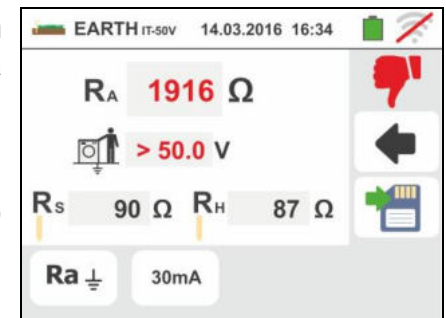 EARTH IT-50V 14.03.2016 16:34
RA 1916 Ω
> 50.0 V
RS 90 Ω RH 87 Ω
Ra 30mA